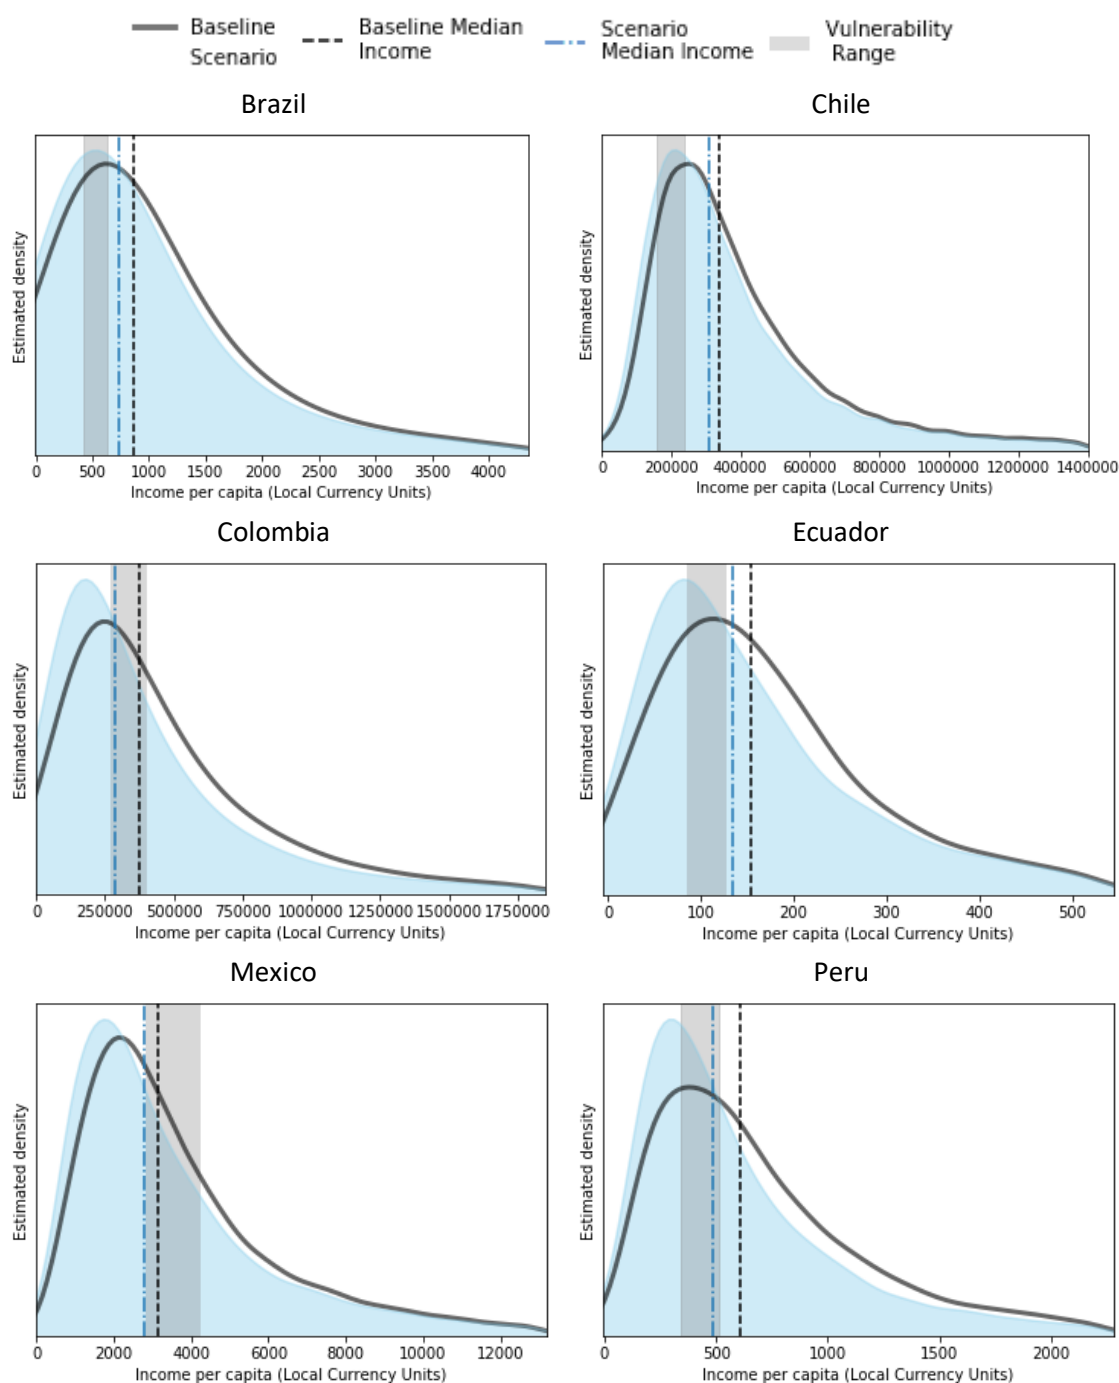 Baseline
Scenario
Baseline Median
Income
Scenario
Median Income
Vulnerability
Range
Brazil
Chile
Estimated density
0 500 1000 1500 2000 2500 3000 3500 4000
Income per capita (Local Currency Units)
Estimated density
0 200000 400000 600000 800000 1000000 1200000 1400000
Income per capita (Local Currency Units)
Colombia
Ecuador
Estimated density
0 250000 500000 750000 1000000 1250000 1500000 1750000
Income per capita (Local Currency Units)
Estimated density
0 100 200 300 400 500
Income per capita (Local Currency Units)
Mexico
Peru
Estimated density
0 2000 4000 6000 8000 10000 12000
Income per capita (Local Currency Units)
Estimated density
0 500 1000 1500 2000
Income per capita (Local Currency Units)